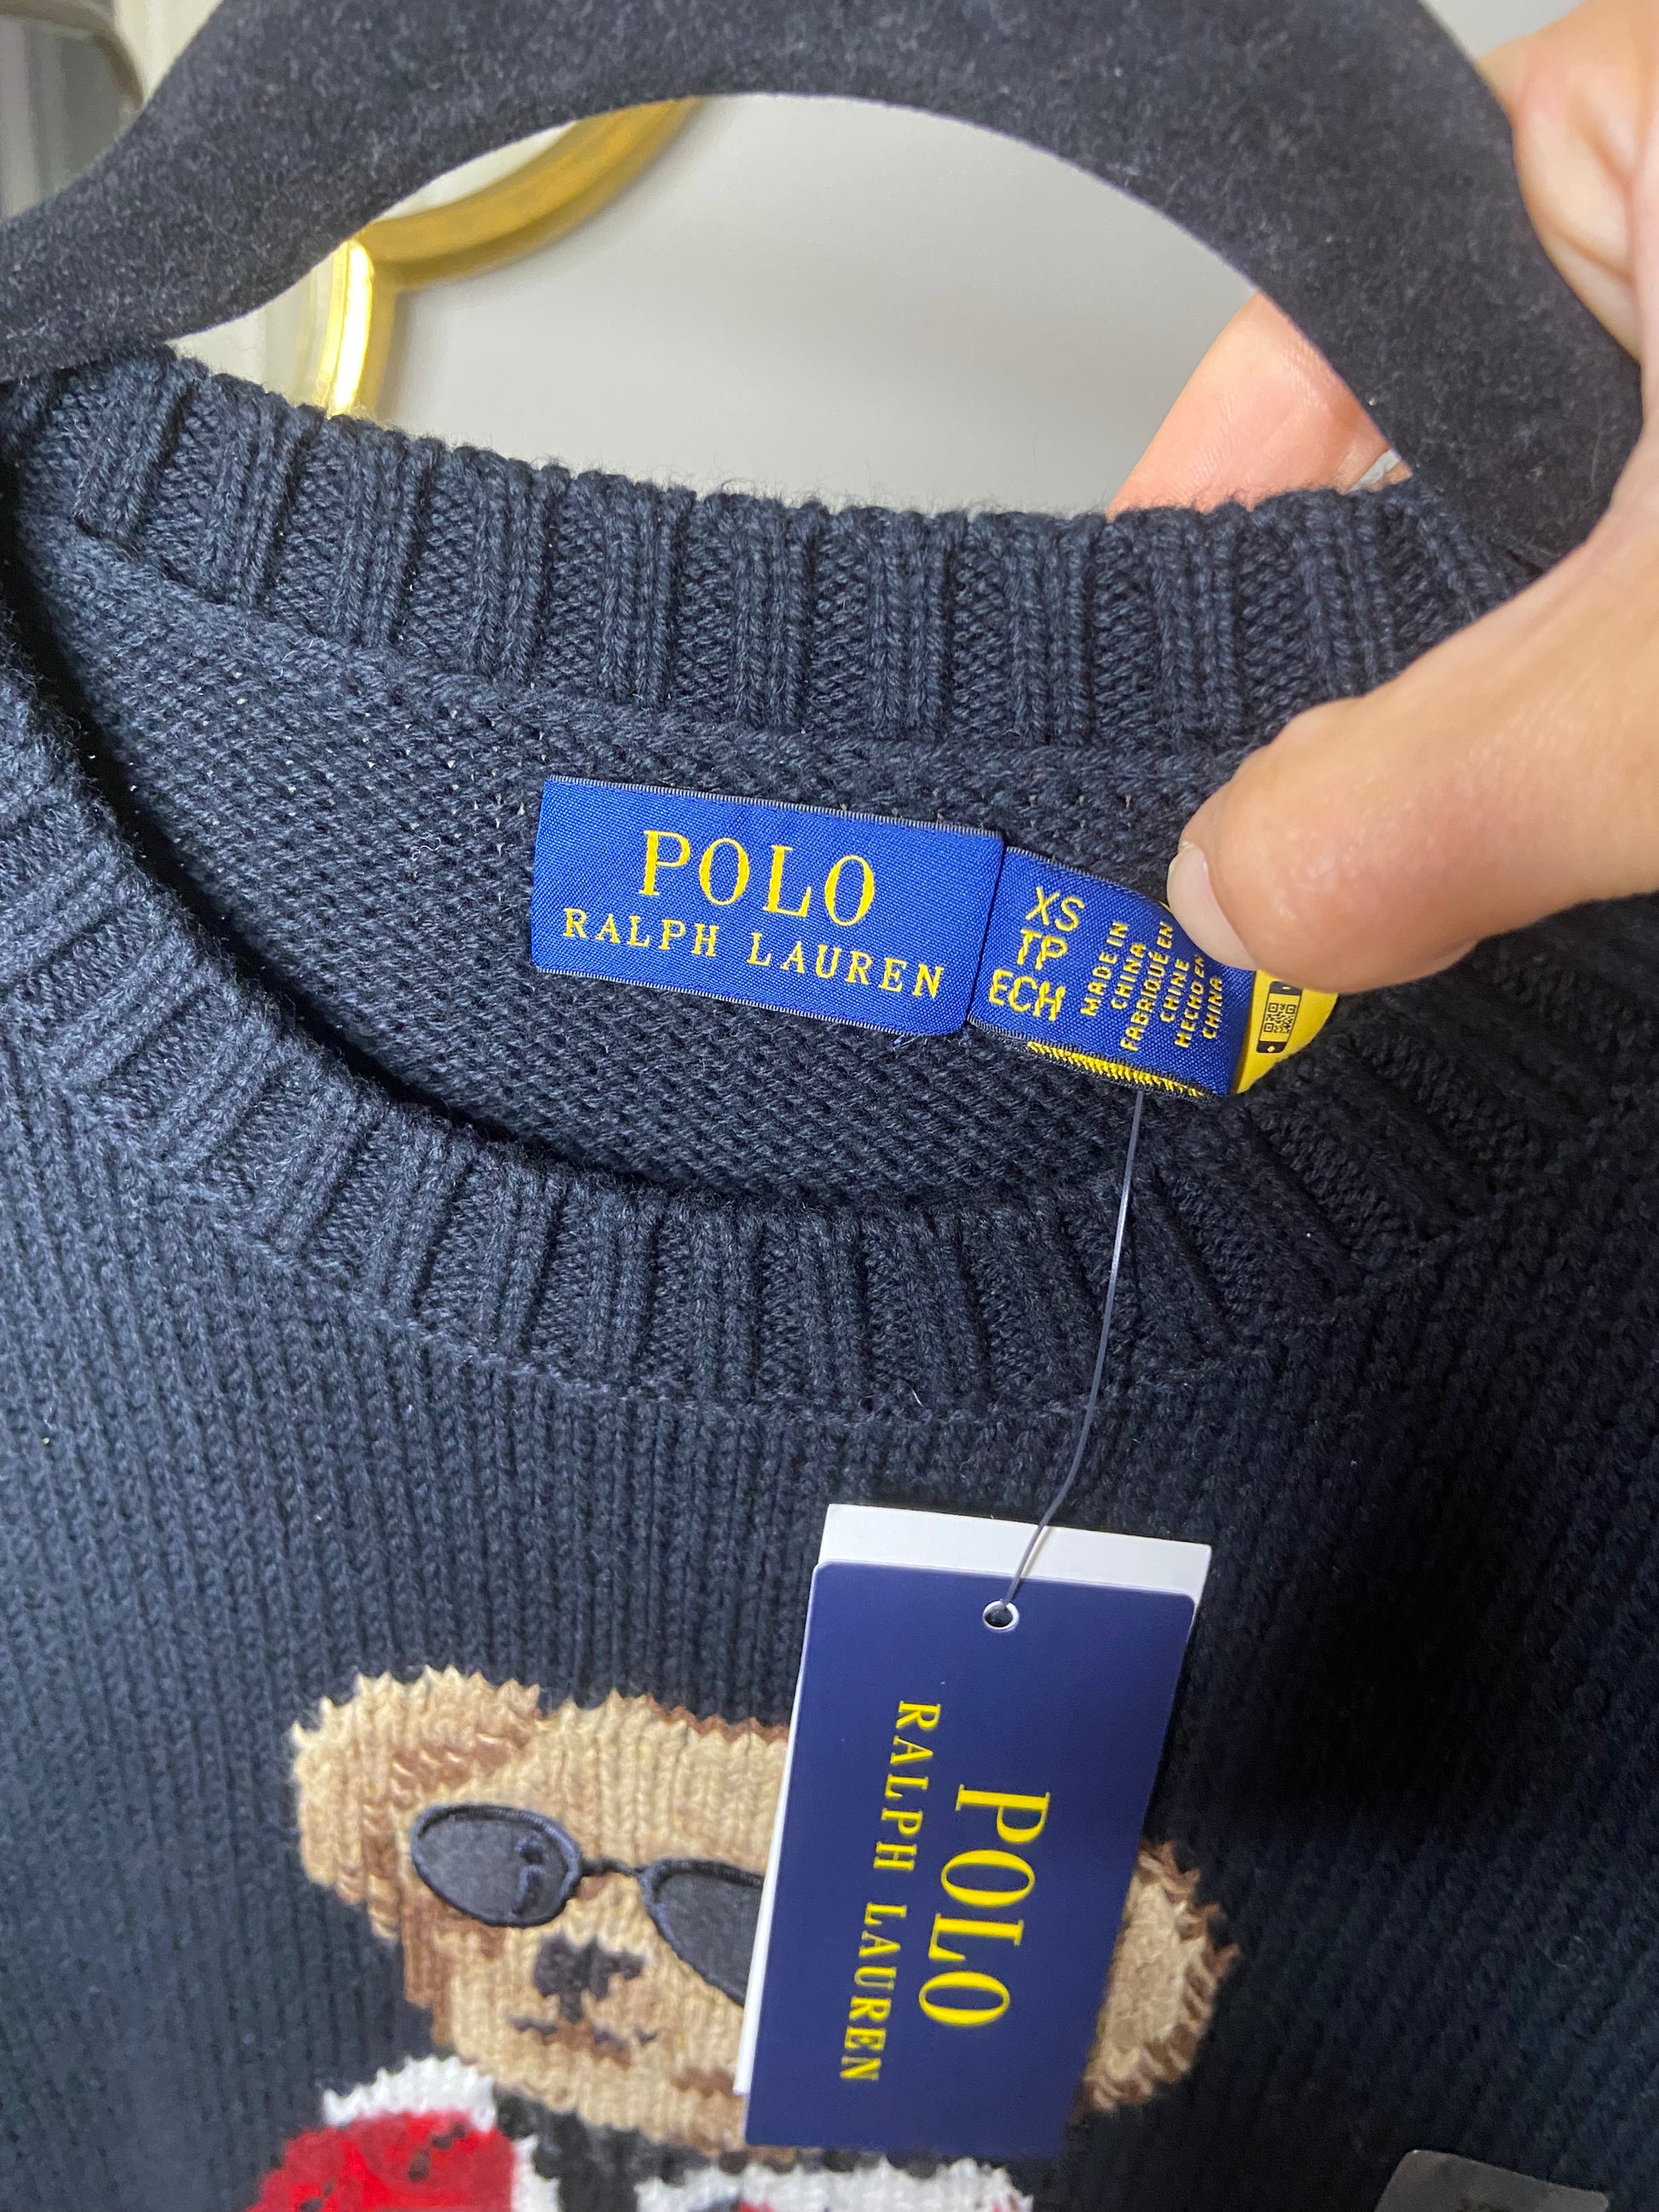 POLO
RALPH LAUREN
XS
TP
ECH
MADE IN
CHINA
FABRIQUÉ EN
CHINE
HECHO EN
CHINA
POLO
RALPH LAUREN